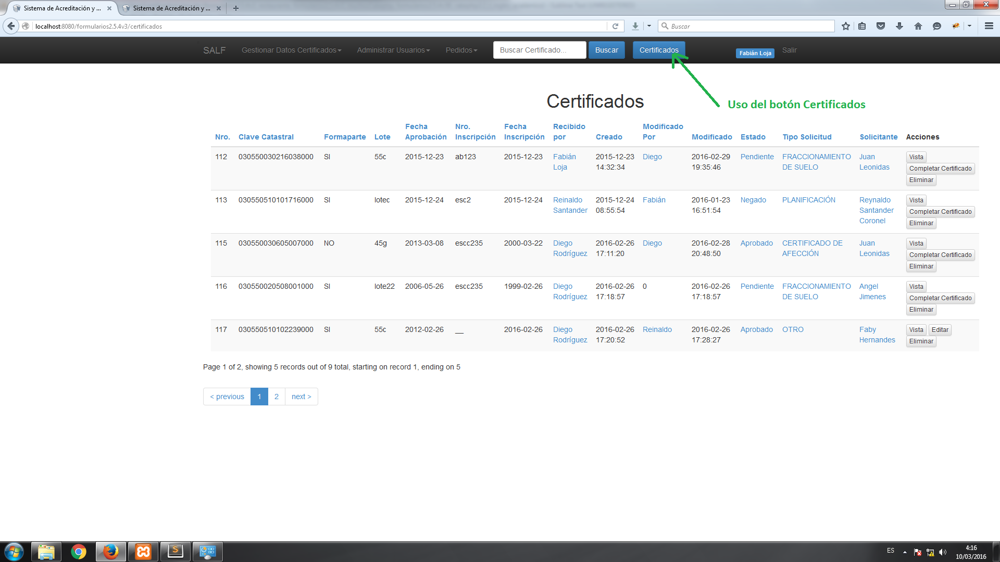 Sistema de Acreditación y ...
Sistema de Acreditación y ...
localhost:8080/formularios2.5.4v3/certificados
Buscar
SALF
Gestionar Datos Certificados
Administrar Usuarios
Pedidos
Buscar Certificado...
Buscar
Certificados
Fabián Loja
Salir
Certificados
Uso del botón Certificados
Nro. Clave Catastral Formaparte Lote Fecha Aprobación Nro. Inscripción Fecha Inscripción Recibido por Creado Modificado Por Modificado Estado Tipo Solicitud Solicitante Acciones
112 030550030216038000 SI 55c 2015-12-23 ab123 2015-12-23 Fabián Loja 2015-12-23 14:32:34 Diego 2016-02-29 19:35:46 Pendiente FRACCIONAMIENTO DE SUELO Juan Leonidas Vista Completar Certificado Eliminar
113 030550510101716000 SI lotec 2015-12-24 esc2 2015-12-24 Reinaldo Santander 2015-12-24 08:55:54 Fabián 2016-01-23 16:51:54 Negado PLANIFICACIÓN Reynaldo Santander Coronel Vista Completar Certificado Eliminar
115 030550030605007000 NO 45g 2013-03-08 escc235 2000-03-22 Diego Rodríguez 2016-02-26 17:11:20 Diego 2016-02-28 20:48:50 Aprobado CERTIFICADO DE AFECCIÓN Juan Leonidas Vista Completar Certificado Eliminar
116 030550020508001000 SI lote22 2006-05-26 escc235 1999-02-26 Diego Rodríguez 2016-02-26 17:18:57 0 2016-02-26 17:18:57 Pendiente FRACCIONAMIENTO DE SUELO Angel Jimenes Vista Completar Certificado Eliminar
117 030550510102239000 SI 55c 2012-02-26 __ 2016-02-26 Diego Rodríguez 2016-02-26 17:20:52 Reinaldo 2016-02-26 17:28:27 Aprobado OTRO Faby Hernandes Vista Editar Eliminar
Page 1 of 2, showing 5 records out of 9 total, starting on record 1, ending on 5
< previous 1 2 next >
ES
4:16
10/03/2016